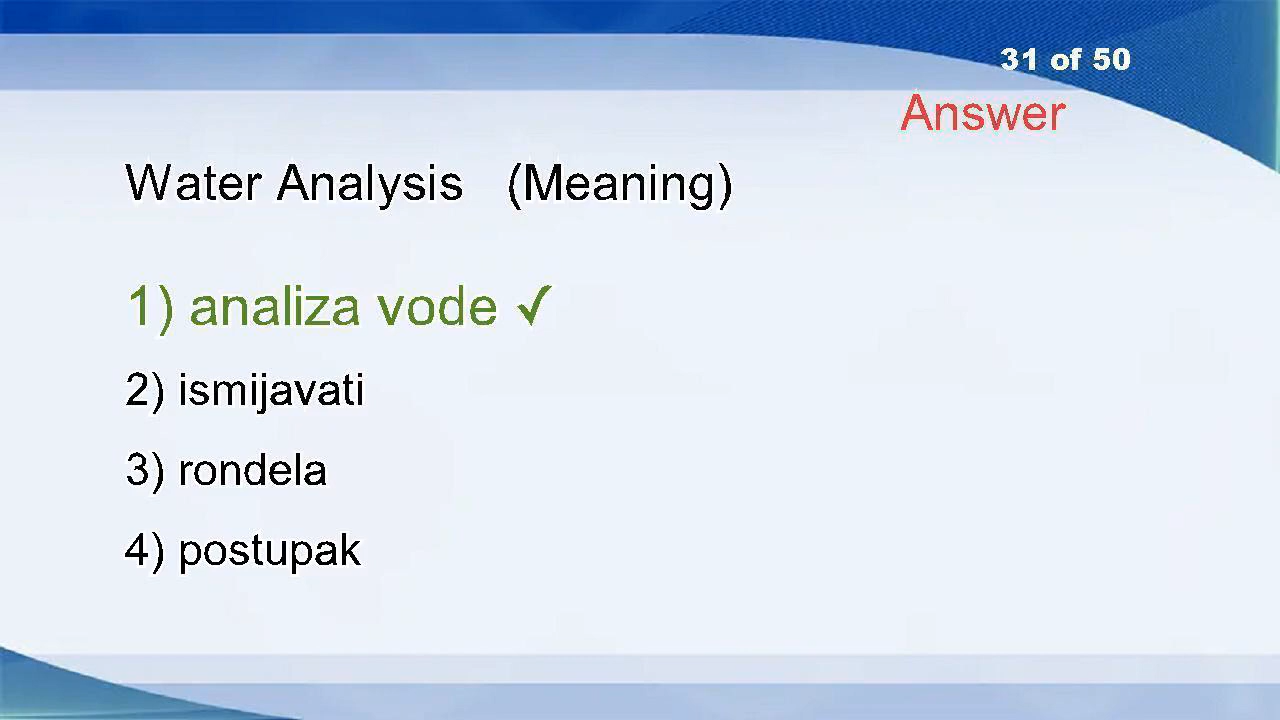 31 of 50
Answer
Water Analysis (Meaning)
1) analiza vode ✓
2) ismijavati
3) rondela
4) postupak